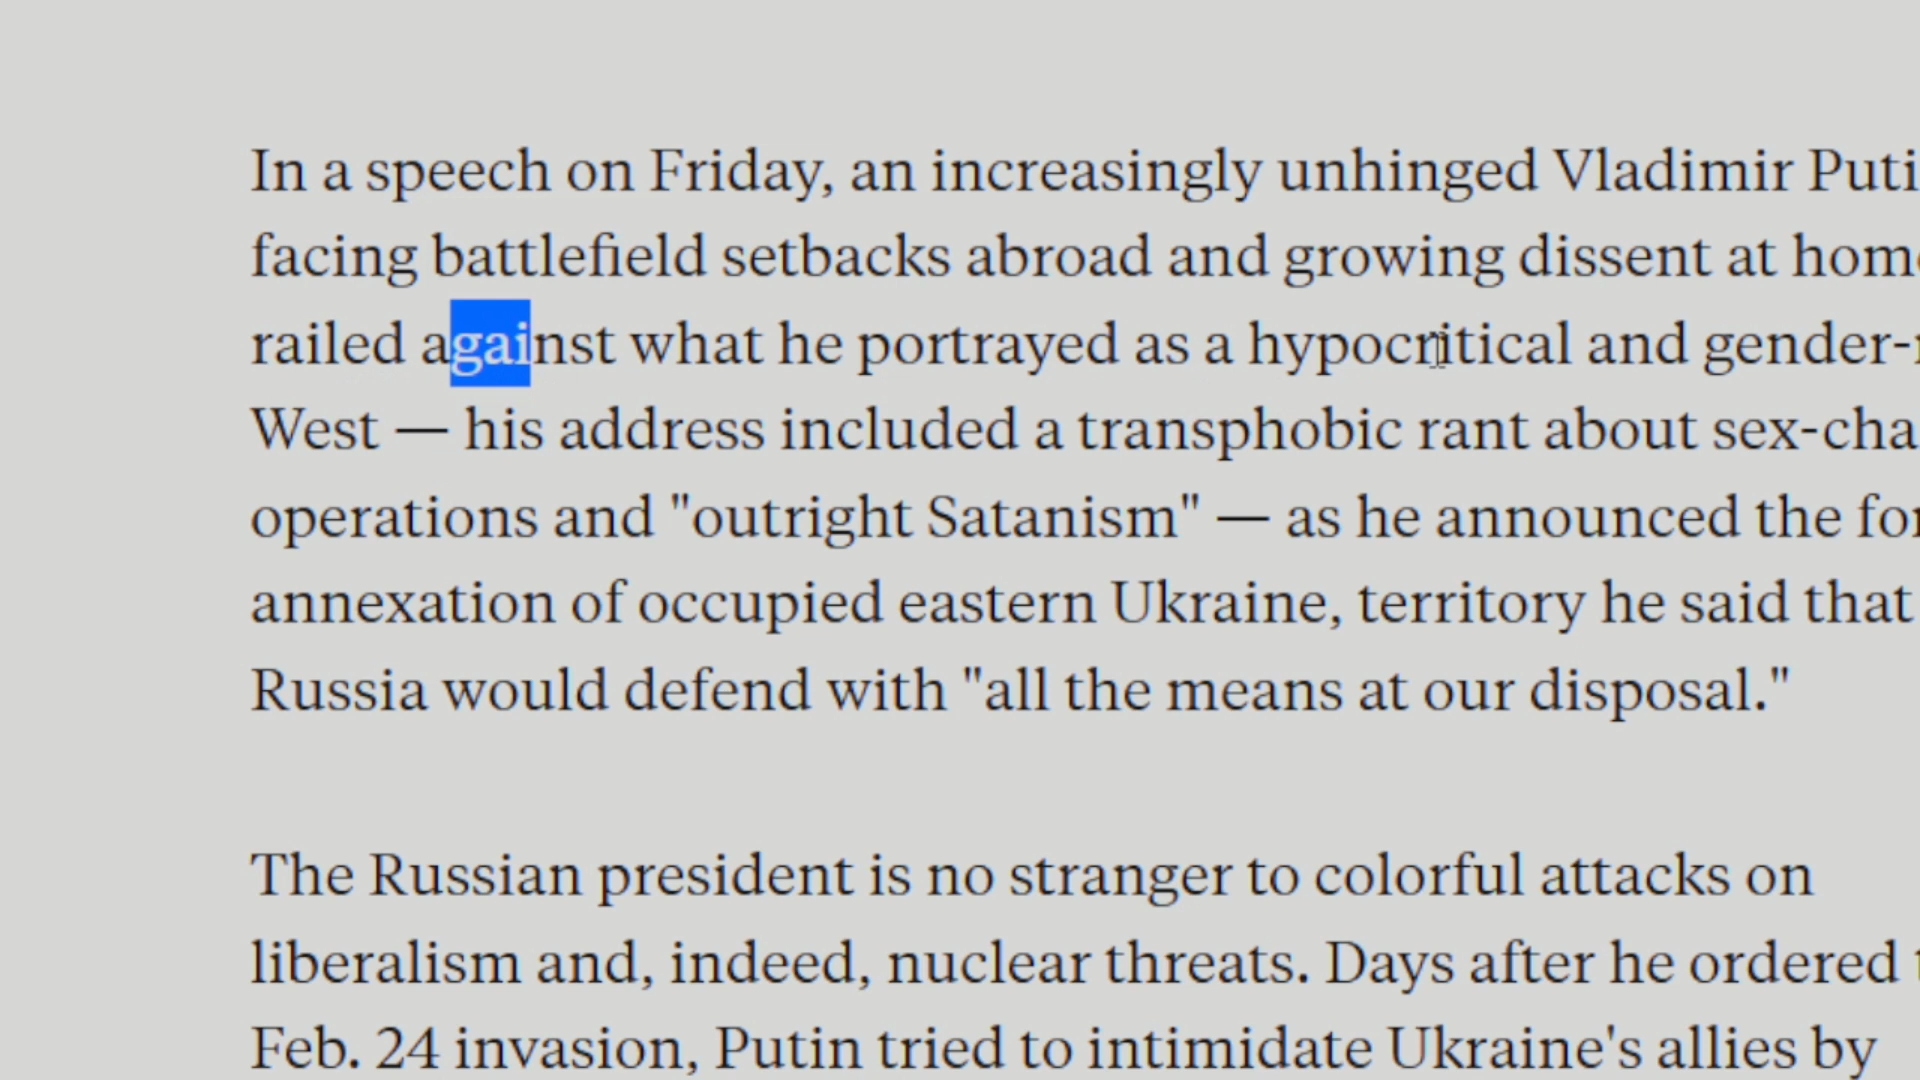 In a speech on Friday, an increasingly unhinged Vladimir Puti
facing battlefield setbacks abroad and growing dissent at home
railed against what he portrayed as a hypocritical and gender-
West — his address included a transphobic rant about sex-cha
operations and "outright Satanism" — as he announced the for
annexation of occupied eastern Ukraine, territory he said that
Russia would defend with "all the means at our disposal."
The Russian president is no stranger to colorful attacks on
liberalism and, indeed, nuclear threats. Days after he ordered
Feb. 24 invasion, Putin tried to intimidate Ukraine's allies by